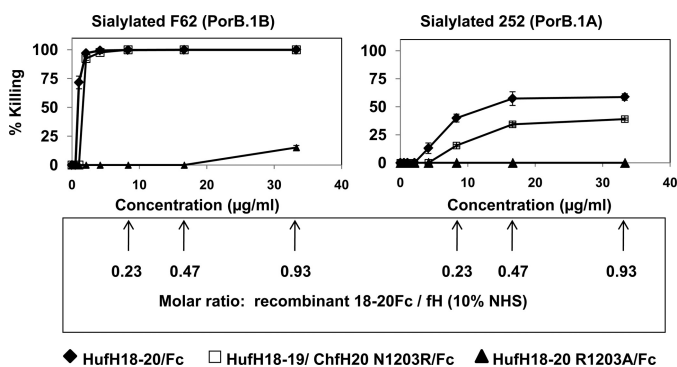 Sialylated F62 (PorB.1B)
Sialylated 252 (PorB.1A)
% Killing
100
75
50
25
0
0 10 20 30 40
Concentration (µg/ml)
100
75
50
25
0
0 10 20 30 40
Concentration (µg/ml)
0.23 0.47 0.93 0.23 0.47 0.93
Molar ratio: recombinant 18-20Fc / fH (10% NHS)
HufH18-20/Fc HufH18-19/ ChfH20 N1203R/Fc HufH18-20 R1203A/Fc